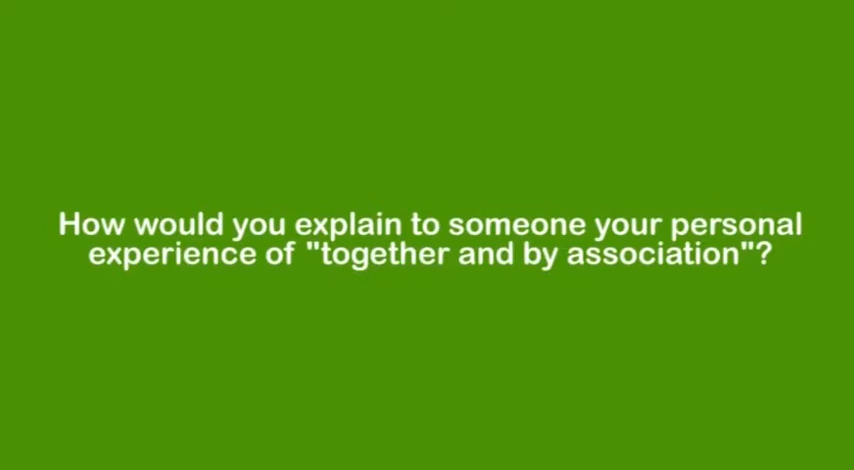 How would you explain to someone your personal
experience of "together and by association"?